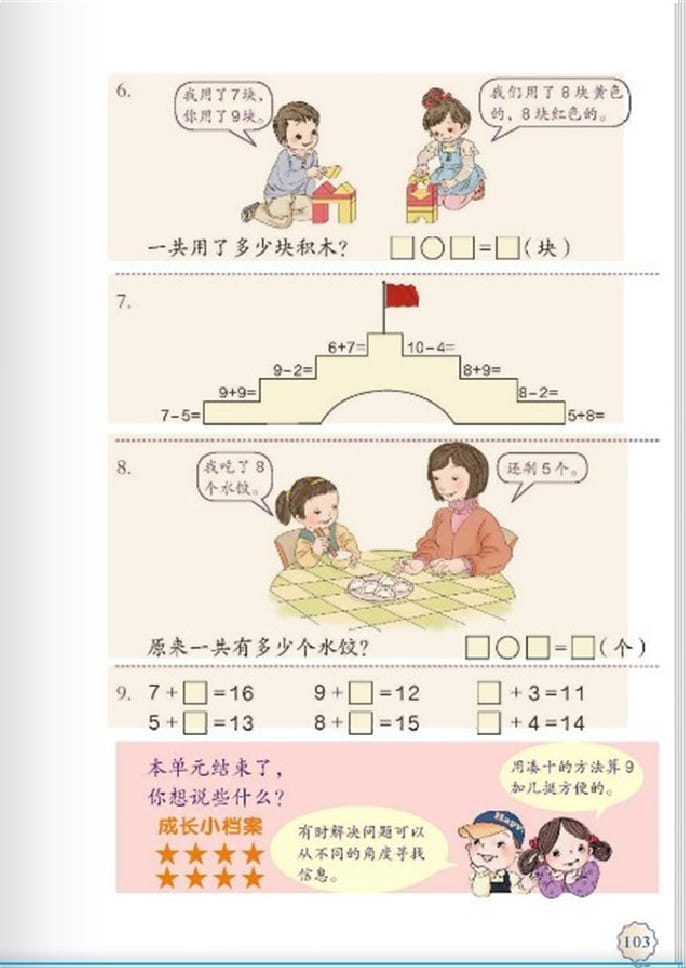 6.
我用了7块，
你用了9块。
我们用了8块黄色
的，8块红色的。
一共用了多少块积木？ □○□=□(块)
7.
6+7= 10-4=
9-2= 8+9=
9+9= 8-2=
7-5= 5+8=
8.
我吃了8
个水饺。
还剩5个。
原来一共有多少个水饺？ □○□=□(个)
9. 7+□=16 9+□=12 □+3=11
5+□=13 8+□=15 □+4=14
本单元结束了，
你想说些什么？
成长小档案
用凑十的方法算9
加几挺方便的。
Happy
有时解决问题可以
从不同的角度寻找
信息。
103